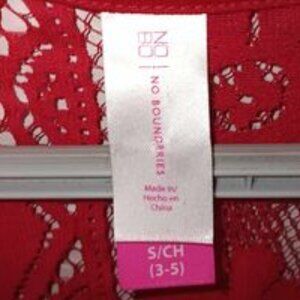 NO
BO
NO BOUNDARIES
Made in/
Hecho en
China
S/CH
(3-5)